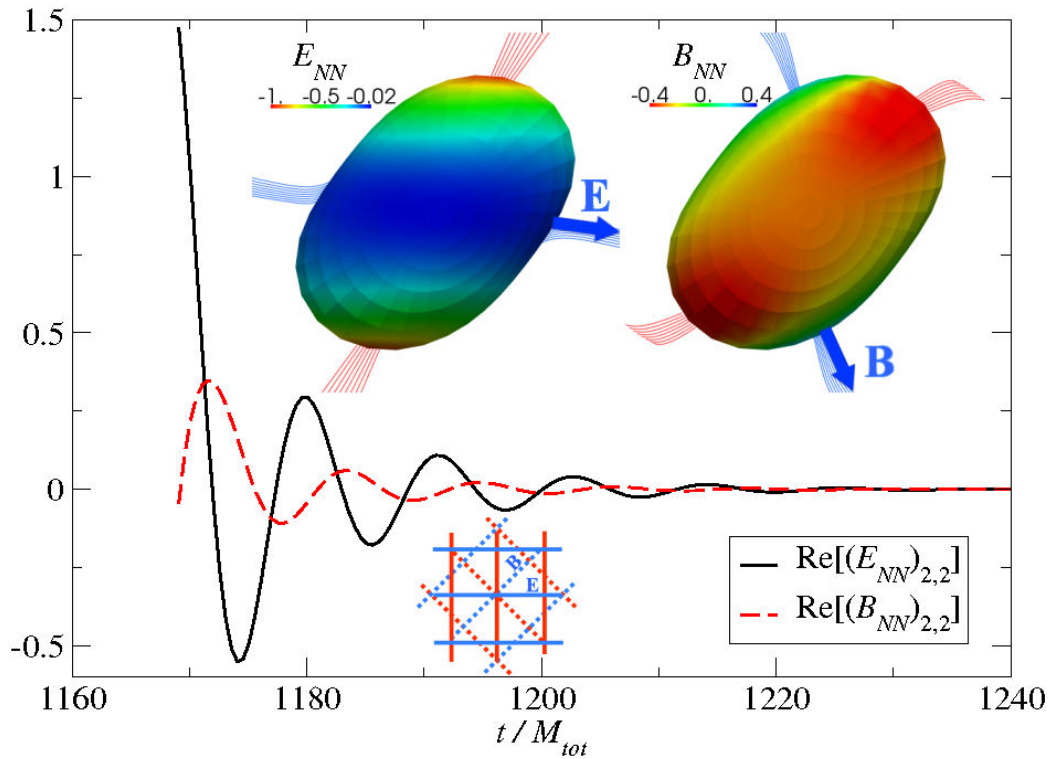 1.5
1
0.5
0
-0.5
E_NN
-1. -0.5 -0.02
B_NN
-0.4 0. 0.4
E
B
B
E
Re[(E_NN)_2,2]
Re[(B_NN)_2,2]
1160 1180 1200 1220 1240
t / M_tot